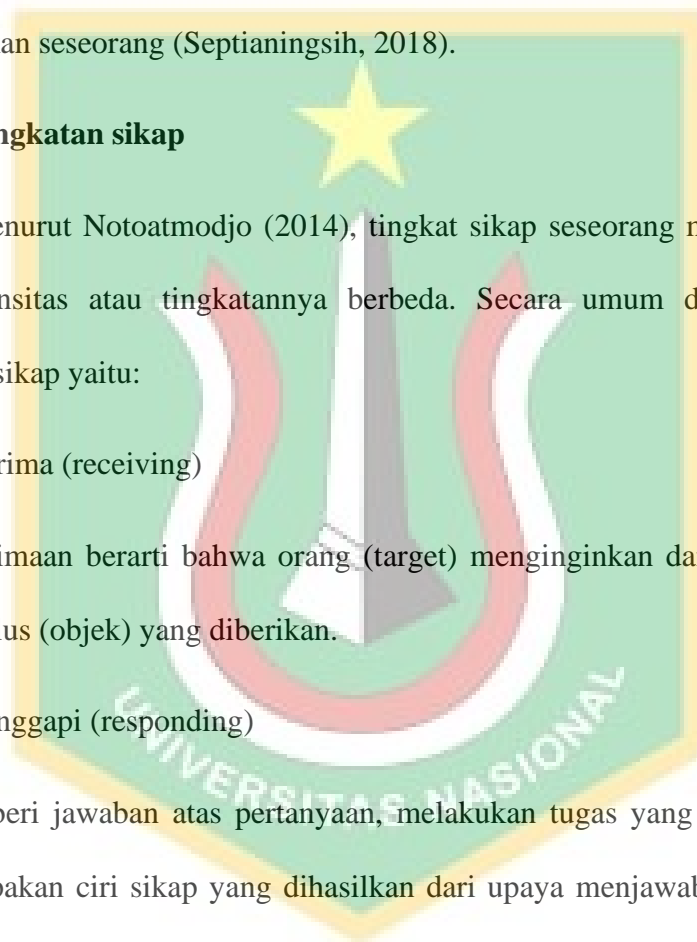 an seseorang (Septianingsih, 2018).
ngkatan sikap
enurut Notoatmodjo (2014), tingkat sikap seseorang m
nsitas atau tingkatannya berbeda. Secara umum d
sikap yaitu:
rima (receiving)
imaan berarti bahwa orang (target) menginginkan da
lus (objek) yang diberikan.
nggapi (responding)
beri jawaban atas pertanyaan, melakukan tugas yang
pakan ciri sikap yang dihasilkan dari upaya menjawab
UNIVERSITAS NASIONAL